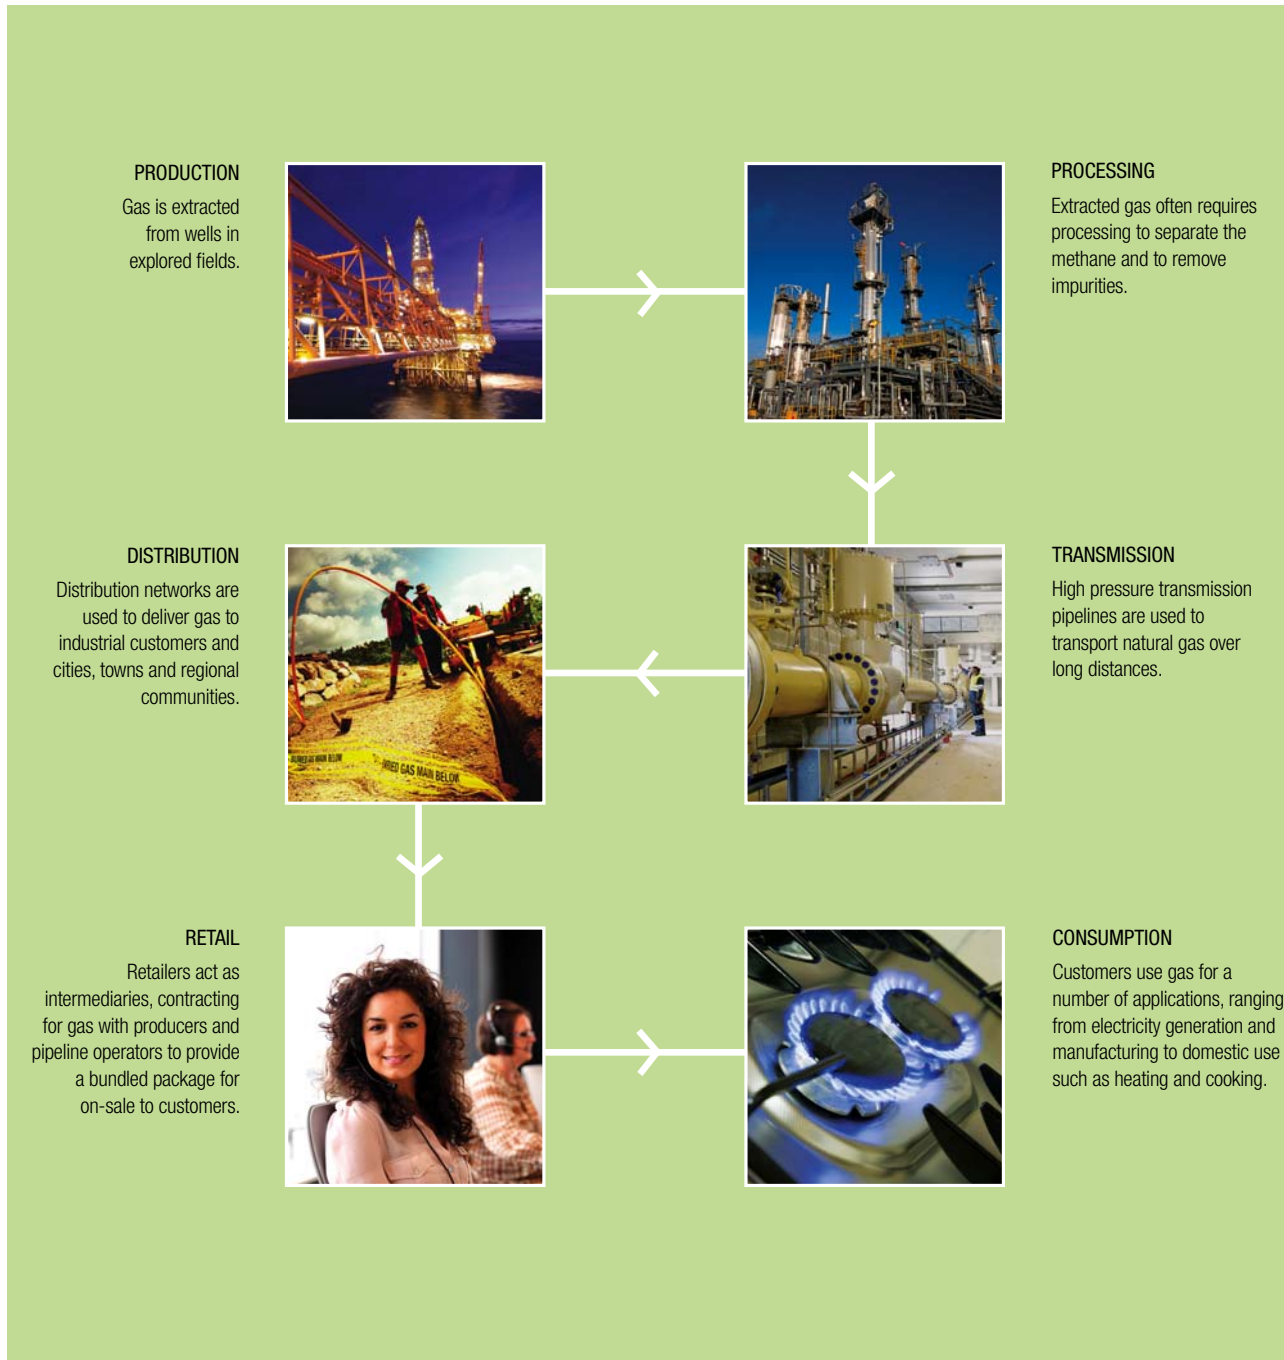 PRODUCTION
Gas is extracted
from wells in
explored fields.
PROCESSING
Extracted gas often requires
processing to separate the
methane and to remove
impurities.
DISTRIBUTION
Distribution networks are
used to deliver gas to
industrial customers and
cities, towns and regional
communities.
BURIED GAS MAIN BELOW
BURIED GAS MAIN BELOW
TRANSMISSION
High pressure transmission
pipelines are used to
transport natural gas over
long distances.
RETAIL
Retailers act as
intermediaries, contracting
for gas with producers and
pipeline operators to provide
a bundled package for
on-sale to customers.
CONSUMPTION
Customers use gas for a
number of applications, ranging
from electricity generation and
manufacturing to domestic use
such as heating and cooking.